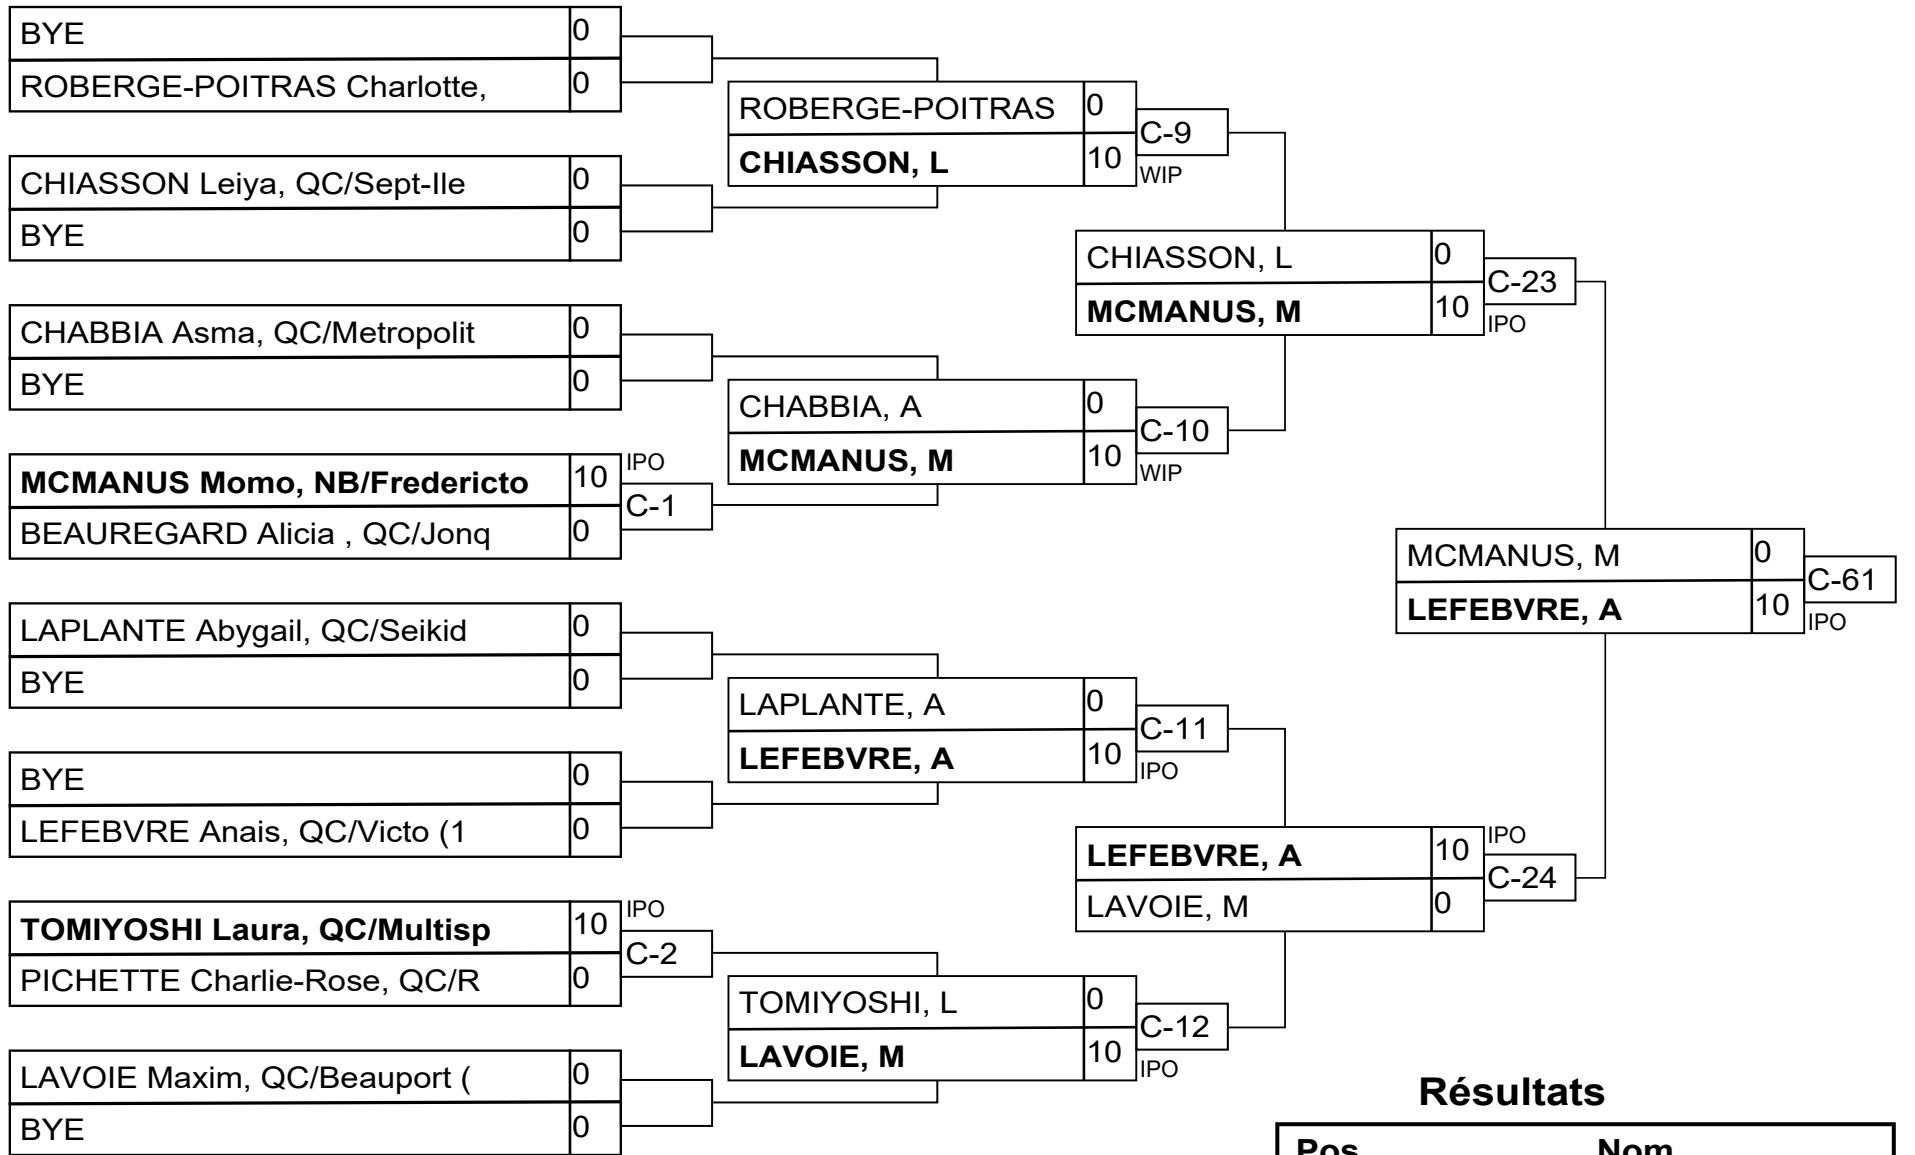 BYE 0
ROBERGE-POITRAS Charlotte, 0
CHIASSON Leiya, QC/Sept-Ile 0
BYE 0
CHABBIA Asma, QC/Metropolit 0
BYE 0
MCMANUS Momo, NB/Fredericto 10 IPO
C-1
BEAUREGARD Alicia , QC/Jonq 0
LAPLANTE Abygail, QC/Seikid 0
BYE 0
BYE 0
LEFEBVRE Anais, QC/Victo (1 0
TOMIYOSHI Laura, QC/Multisp 10 IPO
C-2
PICHETTE Charlie-Rose, QC/R 0
LAVOIE Maxim, QC/Beauport ( 0
BYE 0
ROBERGE-POITRAS 0
C-9
CHIASSON, L 10 WIP
CHABBIA, A 0
C-10
MCMANUS, M 10 WIP
LAPLANTE, A 0
C-11
LEFEBVRE, A 10 IPO
TOMIYOSHI, L 0
C-12
LAVOIE, M 10 IPO
CHIASSON, L 0
C-23
MCMANUS, M 10 IPO
LEFEBVRE, A 10 IPO
C-24
LAVOIE, M 0
MCMANUS, M 0
C-61
LEFEBVRE, A 10 IPO
Résultats
Pos Nom